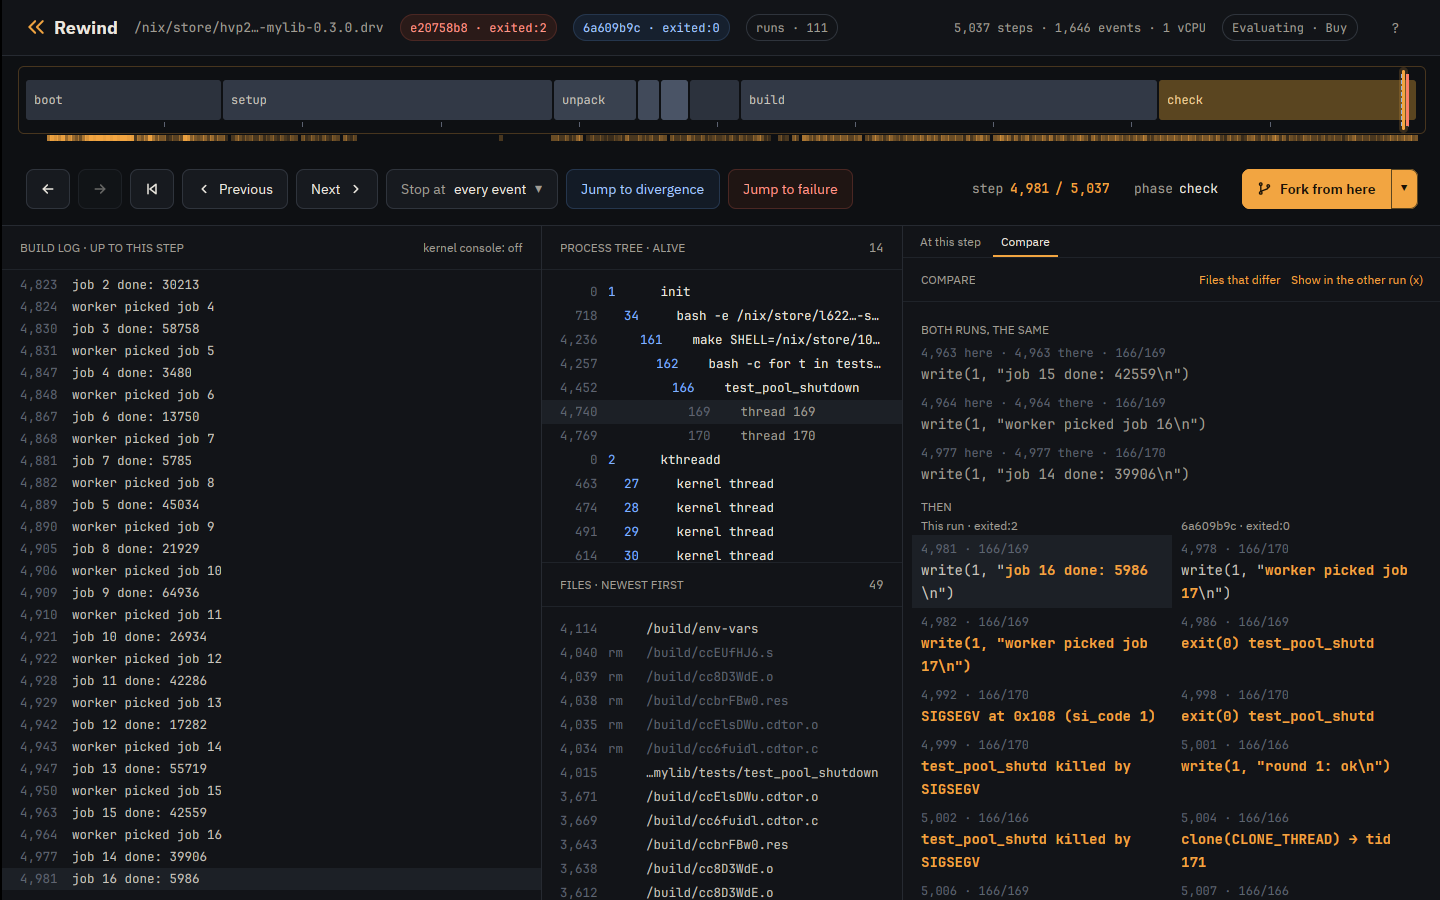 Rewind /nix/store/hvp2…-mylib-0.3.0.drv e20758b8 · exited:2 6a609b9c · exited:0 runs · 111 5,037 steps · 1,646 events · 1 vCPU Evaluating · Buy ?
boot setup unpack build check
Previous Next Stop at every event ▾ Jump to divergence Jump to failure step 4,981 / 5,037 phase check Fork from here ▾
BUILD LOG · UP TO THIS STEP kernel console: off
4,823 job 2 done: 30213
4,824 worker picked job 4
4,830 job 3 done: 58758
4,831 worker picked job 5
4,847 job 4 done: 3480
4,848 worker picked job 6
4,867 job 6 done: 13750
4,868 worker picked job 7
4,881 job 7 done: 5785
4,882 worker picked job 8
4,889 job 5 done: 45034
4,890 worker picked job 9
4,905 job 8 done: 21929
4,906 worker picked job 10
4,909 job 9 done: 64936
4,910 worker picked job 11
4,921 job 10 done: 26934
4,922 worker picked job 12
4,928 job 11 done: 42286
4,929 worker picked job 13
4,942 job 12 done: 17282
4,943 worker picked job 14
4,947 job 13 done: 55719
4,950 worker picked job 15
4,963 job 15 done: 42559
4,964 worker picked job 16
4,977 job 14 done: 39906
4,981 job 16 done: 5986
PROCESS TREE · ALIVE 14
0 1 init
718 34 bash -e /nix/store/l622…-s…
4,236 161 make SHELL=/nix/store/10…
4,257 162 bash -c for t in tests…
4,452 166 test_pool_shutdown
4,740 169 thread 169
4,769 170 thread 170
0 2 kthreadd
463 27 kernel thread
474 28 kernel thread
491 29 kernel thread
614 30 kernel thread
FILES · NEWEST FIRST 49
4,114 /build/env-vars
4,040 rm /build/ccEUfHJ6.s
4,039 rm /build/cc8D3WdE.o
4,038 rm /build/ccbrFBw0.res
4,035 rm /build/ccElsDWu.cdtor.o
4,034 rm /build/cc6fuidl.cdtor.c
4,015 …mylib/tests/test_pool_shutdown
3,671 /build/ccElsDWu.cdtor.o
3,669 /build/cc6fuidl.cdtor.c
3,643 /build/ccbrFBw0.res
3,638 /build/cc8D3WdE.o
3,612 /build/cc8D3WdE.o
At this step Compare
COMPARE Files that differ Show in the other run (x)
BOTH RUNS, THE SAME
4,963 here · 4,963 there · 166/169
write(1, "job 15 done: 42559\n")
4,964 here · 4,964 there · 166/169
write(1, "worker picked job 16\n")
4,977 here · 4,977 there · 166/170
write(1, "job 14 done: 39906\n")
THEN
This run · exited:2 6a609b9c · exited:0
4,981 · 166/169 4,978 · 166/170
write(1, "job 16 done: 5986 write(1, "worker picked job
\n") 17\n")
4,982 · 166/169 4,986 · 166/169
write(1, "worker picked job exit(0) test_pool_shutd
17\n")
4,992 · 166/170 4,998 · 166/170
SIGSEGV at 0x108 (si_code 1) exit(0) test_pool_shutd
4,999 · 166/170 5,001 · 166/166
test_pool_shutd killed by write(1, "round 1: ok\n")
SIGSEGV
5,002 · 166/166 5,004 · 166/166
test_pool_shutd killed by clone(CLONE_THREAD) → tid
SIGSEGV 171
5,006 · 166/169 5,007 · 166/166